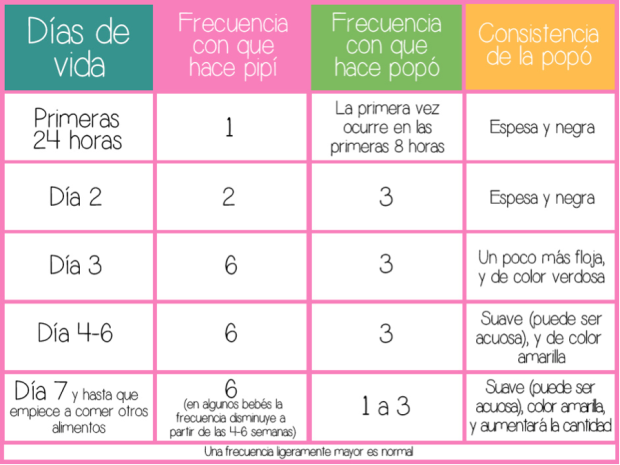 Días de
vida
Frecuencia
con que
hace pipí
Frecuencia
con que
hace popó
Consistencia
de la popó
Primeras
24 horas
1
La primera vez
ocurre en las
primeras 8 horas
Espesa y negra
Día 2
2
3
Espesa y negra
Día 3
6
3
Un poco más floja,
y de color verdosa
Día 4-6
6
3
Suave (puede ser
acuosa), y de color
amarilla
Día 7 y hasta que
empiece a comer otros
alimentos
6
(en algunos bebés la
frecuencia disminuye a
partir de las 4-6 semanas)
1 a 3
Suave (puede ser
acuosa), color amarilla,
y aumentará la cantidad
Una frecuencia ligeramente mayor es normal